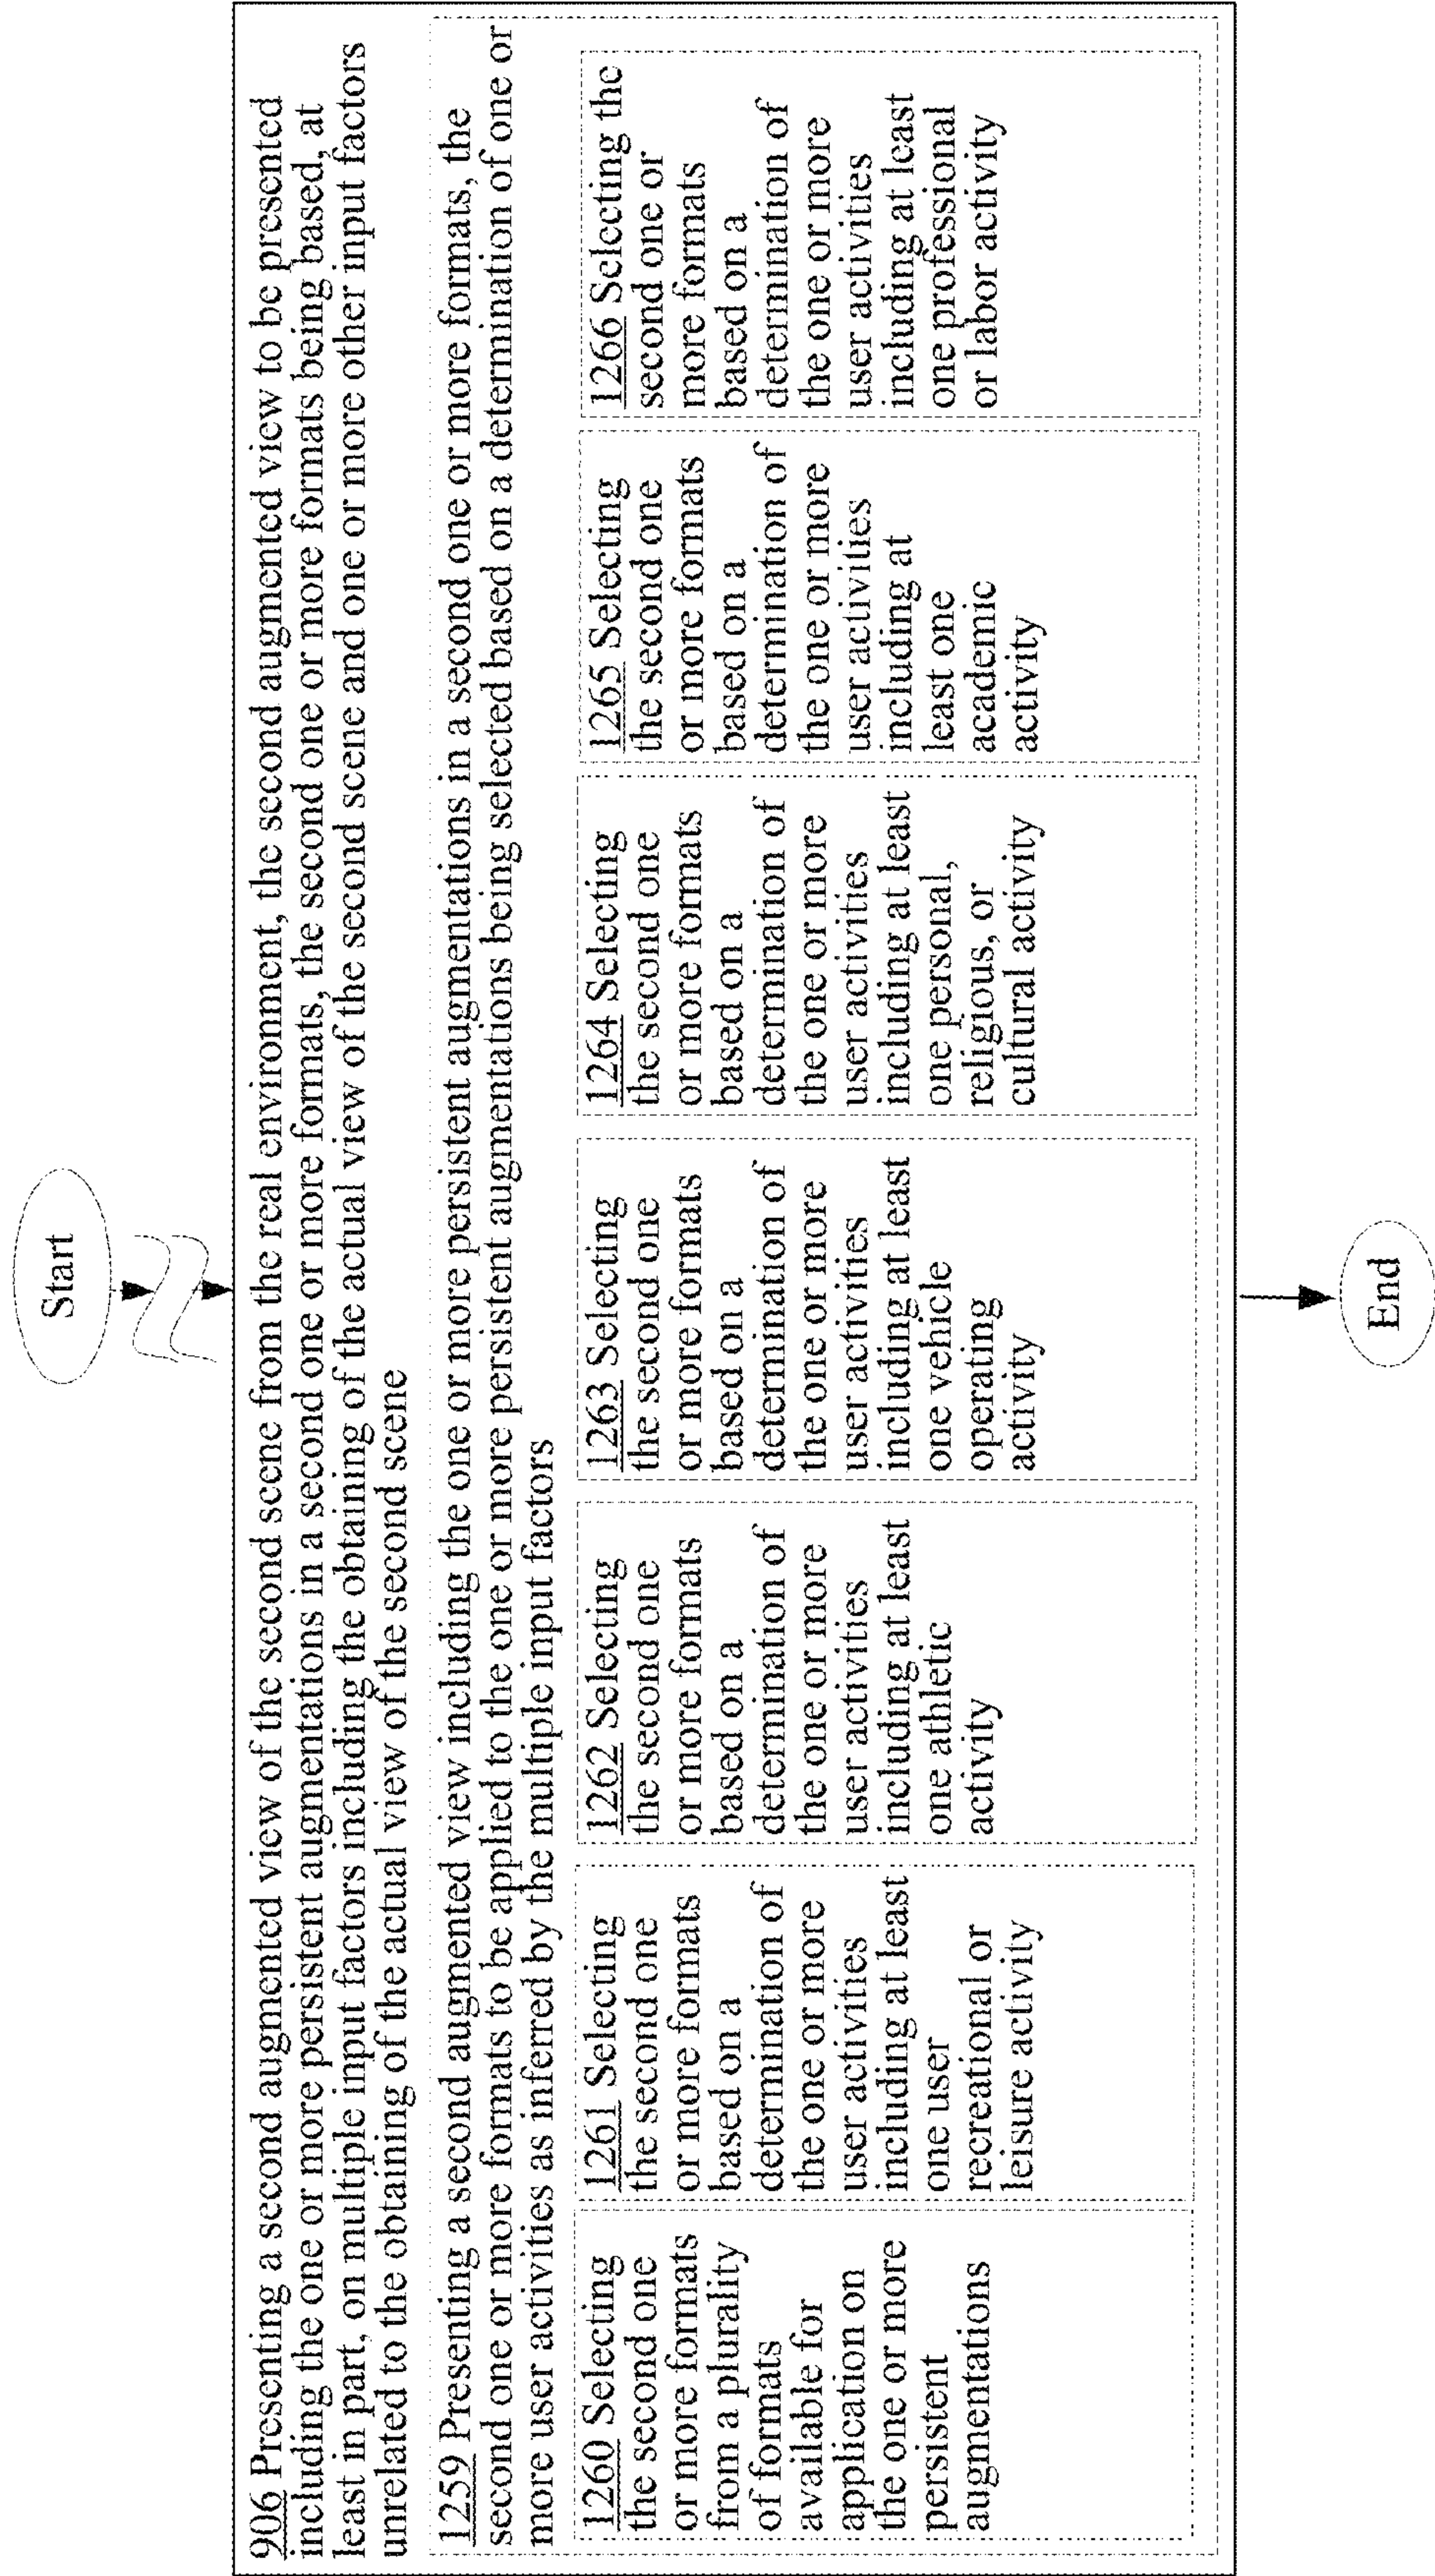 Start
906 Presenting a second augmented view of the second scene from the real environment, the second augmented view to be presented
including the one or more persistent augmentations in a second one or more formats, the second one or more formats being based, at
least in part, on multiple input factors including the obtaining of the actual view of the second scene and one or more other input factors
unrelated to the obtaining of the actual view of the second scene
1259 Presenting a second augmented view including the one or more persistent augmentations in a second one or more formats, the
second one or more formats to be applied to the one or more persistent augmentations being selected based on a determination of one or
more user activities as inferred by the multiple input factors
1260 Selecting
the second one
or more formats
from a plurality
of formats
available for
application on
the one or more
persistent
augmentations
1261 Selecting
the second one
or more formats
based on a
determination of
the one or more
user activities
including at least
one user
recreational or
leisure activity
1262 Selecting
the second one
or more formats
based on a
determination of
the one or more
user activities
including at least
one athletic
activity
1263 Selecting
the second one
or more formats
based on a
determination of
the one or more
user activities
including at least
one vehicle
operating
activity
1264 Selecting
the second one
or more formats
based on a
determination of
the one or more
user activities
including at least
one personal,
religious, or
cultural activity
1265 Selecting
the second one
or more formats
based on a
determination of
the one or more
user activities
including at
least one
academic
activity
1266 Selecting the
second one or
more formats
based on a
determination of
the one or more
user activities
including at least
one professional
or labor activity
End